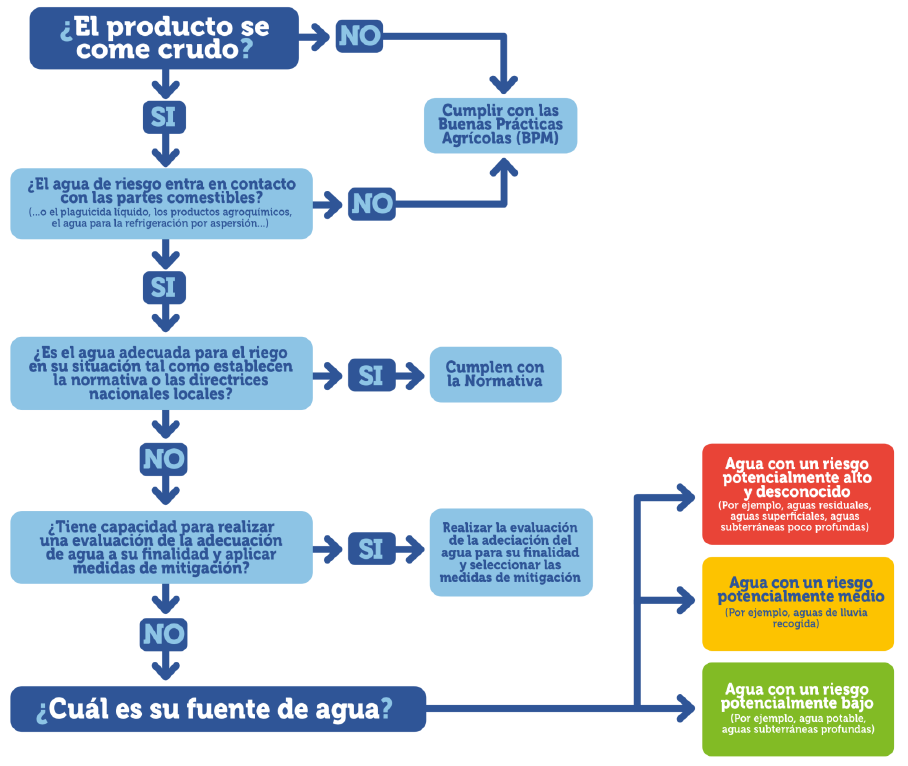 ¿El producto se
come crudo?
NO
SI
Cumplir con las
Buenas Prácticas
Agrícolas (BPM)
¿El agua de riesgo entra en contacto
con las partes comestibles?
(...o el plaguicida líquido, los productos agroquímicos,
el agua para la refrigeración por aspersión...)
NO
SI
¿Es el agua adecuada para el riego
en su situación tal como establecen
la normativa o las directrices
nacionales locales?
SI
Cumplen con
la Normativa
NO
¿Tiene capacidad para realizar
una evaluación de la adecuación
de agua a su finalidad y aplicar
medidas de mitigación?
SI
Realizar la evaluación
de la adeciación del
agua para su finalidad
y seleccionar las
medidas de mitigación
NO
¿Cuál es su fuente de agua?
Agua con un riesgo
potencialmente alto
y desconocido
(Por ejemplo, aguas residuales,
aguas superficiales, aguas
subterráneas poco profundas)
Agua con un riesgo
potencialmente medio
(Por ejemplo, aguas de lluvia
recogida)
Agua con un riesgo
potencialmente bajo
(Por ejemplo, agua potable,
aguas subterráneas profundas)